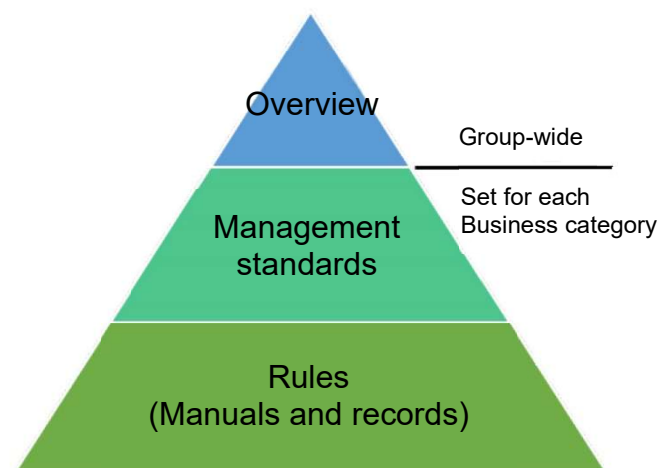 Overview
Group-wide
Set for each
Business category
Management
standards
Rules
(Manuals and records)